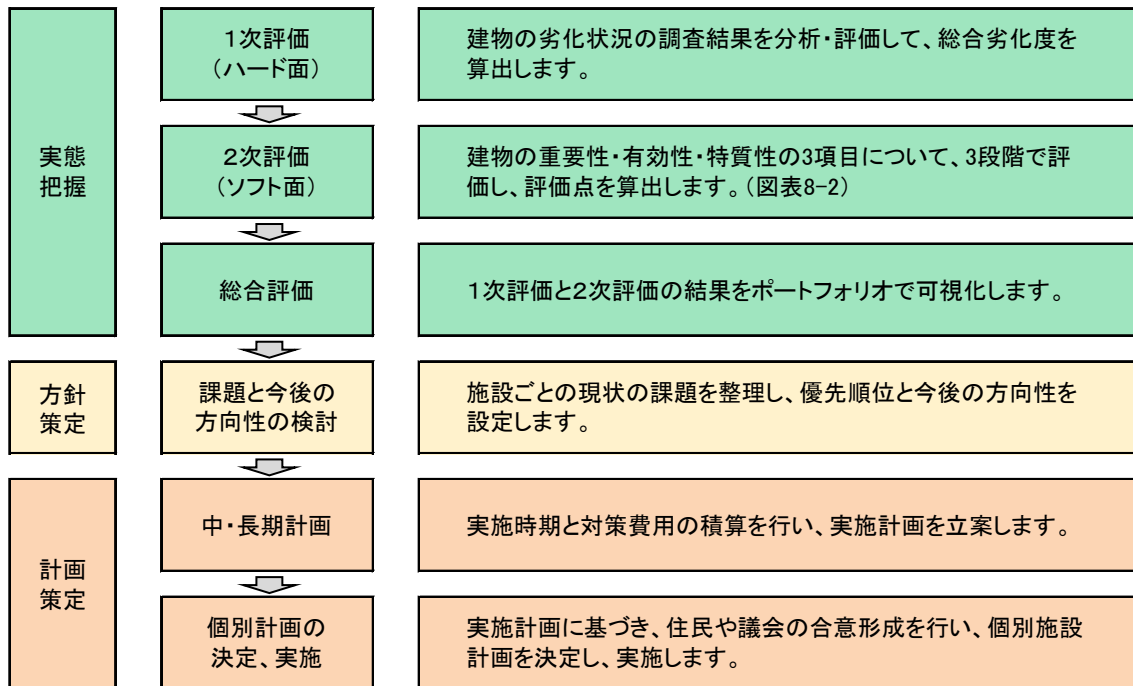 実態
把握
1次評価
(ハード面)
建物の劣化状況の調査結果を分析・評価して、総合劣化度を
算出します。
2次評価
(ソフト面)
建物の重要性・有効性・特質性の3項目について、3段階で評
価し、評価点を算出します。(図表8-2)
総合評価
1次評価と2次評価の結果をポートフォリオで可視化します。
方針
策定
課題と今後の
方向性の検討
施設ごとの現状の課題を整理し、優先順位と今後の方向性を
設定します。
計画
策定
中・長期計画
実施時期と対策費用の積算を行い、実施計画を立案します。
個別計画の
決定、実施
実施計画に基づき、住民や議会の合意形成を行い、個別施設
計画を決定し、実施します。